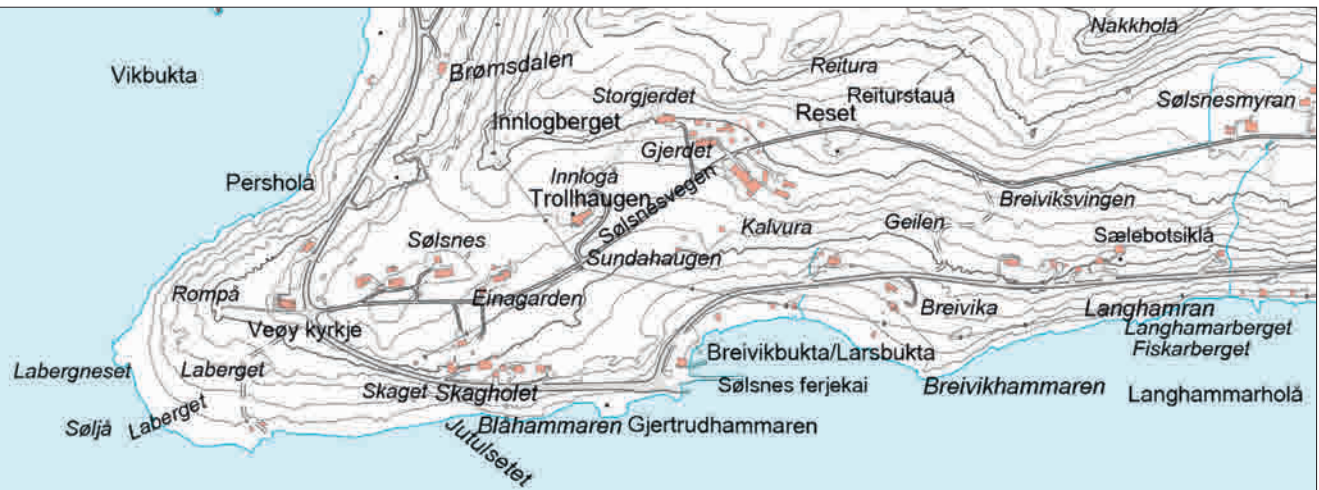 Nakkholå
Vikbukta
Brømsdalen
Reitura
Storgjerdet
Reiturstauå
Sølsnesmyran
Innlogberget
Reset
Gjerdet
Persholå
Innlogå
Trollhaugen
Sølsnesvegen
Breiviksvingen
Kalvura
Geilen
Sølsnes
Sælebotsiklå
Sundahaugen
Rompå
Einagarden
Breivika
Langhamran
Veøy kyrkje
Langhamarberget
Fiskarberget
Breivikbukta/Larsbukta
Labergneset
Laberget
Sølsnes ferjekai
Skaget
Skagholet
Breivikhammaren
Langhammarholå
Søljå
Laberget
Blåhammaren
Gjertrudhammaren
Jutulsetet